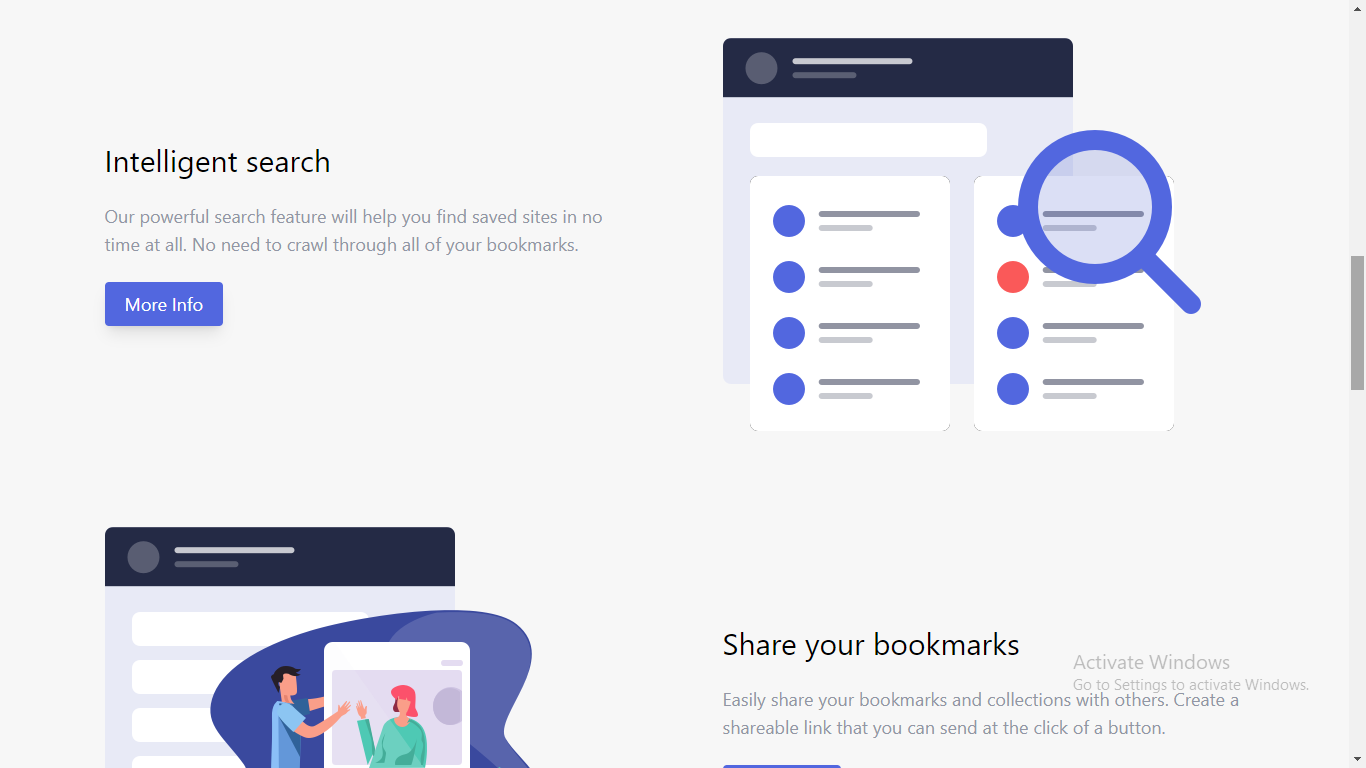 Intelligent search
Our powerful search feature will help you find saved sites in no
time at all. No need to crawl through all of your bookmarks.
More Info
Share your bookmarks
Activate Windows
Go to Settings to activate Windows.
Easily share your bookmarks and collections with others. Create a
shareable link that you can send at the click of a button.